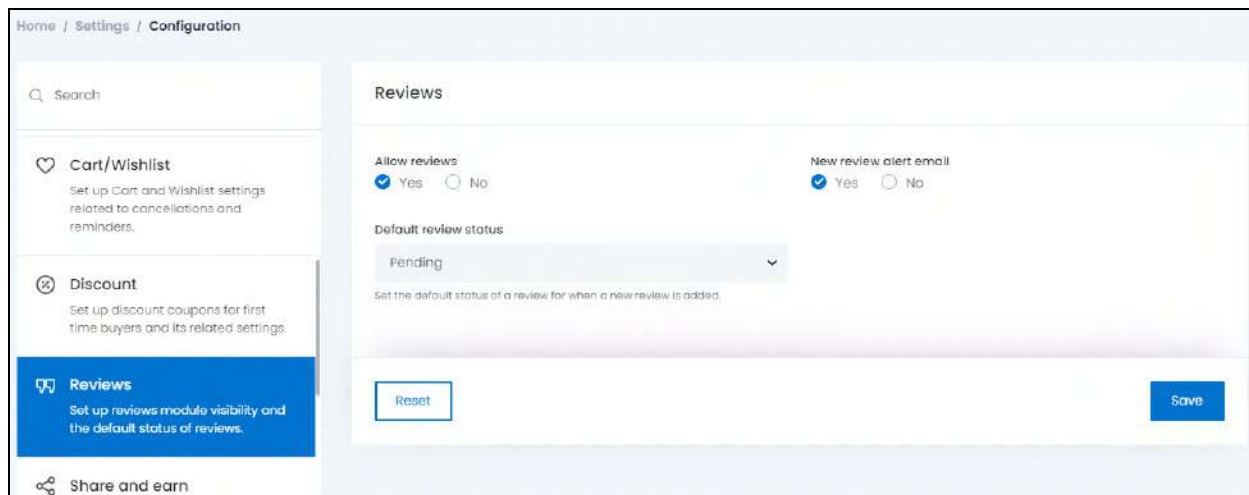 Home / Settings / Configuration
Search
Cart/Wishlist
Set up Cart and Wishlist settings
related to cancellations and
reminders.
Discount
Set up discount coupons for first
time buyers and its related settings.
Reviews
Set up reviews module visibility and
the default status of reviews.
Share and earn
Reviews
Allow reviews
Yes No
New review alert email
Yes No
Default review status
Pending
Set the default status of a review for when a new review is added.
Reset
Save